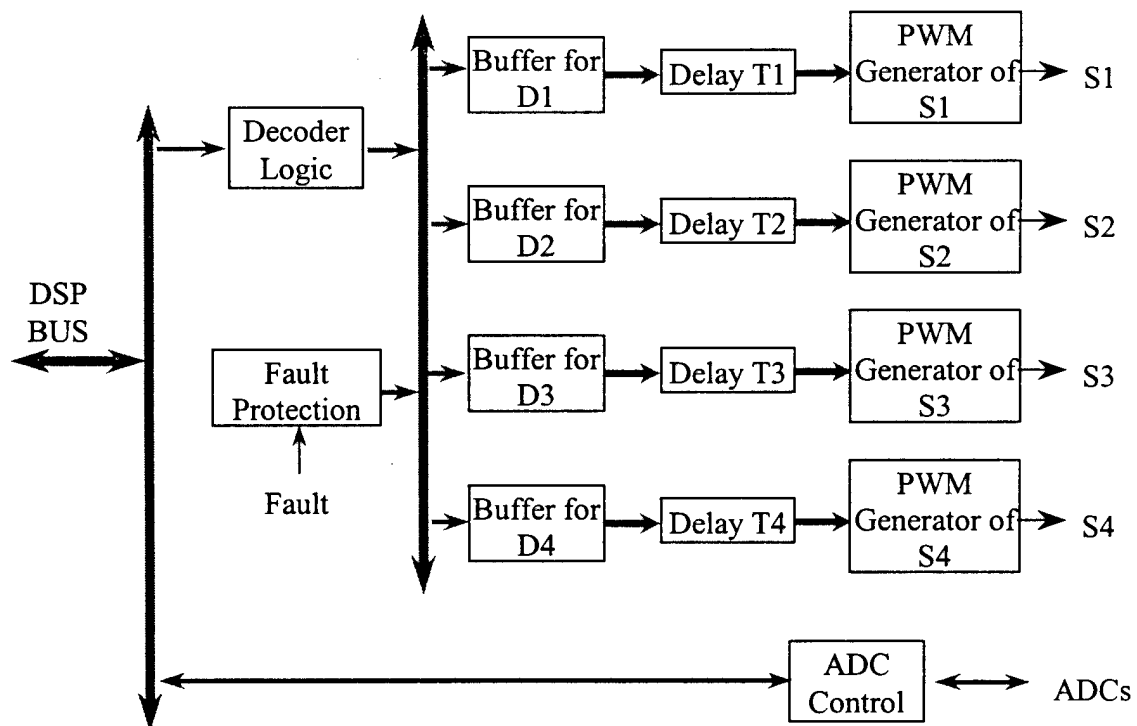 DSP
BUS
Decoder
Logic
Fault
Protection
Fault
Buffer for
D1
Delay T1
PWM
Generator of
S1
S1
Buffer for
D2
Delay T2
PWM
Generator of
S2
S2
Buffer for
D3
Delay T3
PWM
Generator of
S3
S3
Buffer for
D4
Delay T4
PWM
Generator of
S4
S4
ADC
Control
ADCs